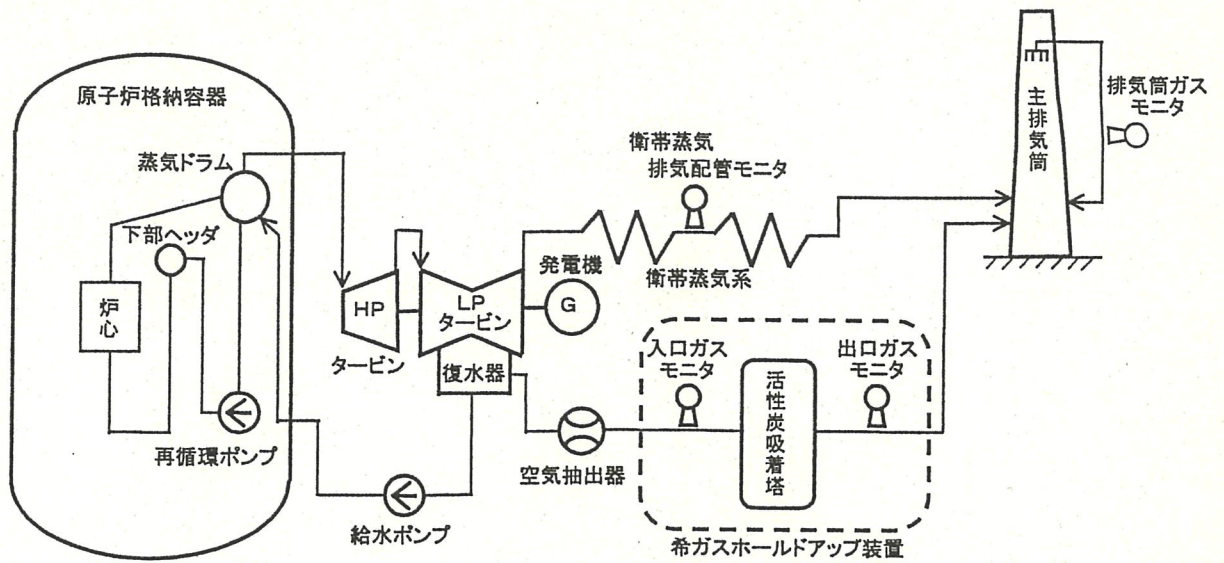 原子炉格納容器
蒸気ドラム
下部ヘッダ
炉心
再循環ポンプ
給水ポンプ
HP
タービン
LP
タービン
復水器
発電機
G
空気抽出器
衛帯蒸気
排気配管モニタ
衛帯蒸気系
入口ガス
モニタ
活性炭吸着塔
出口ガス
モニタ
希ガスホールドアップ装置
主排気筒
排気筒ガス
モニタ